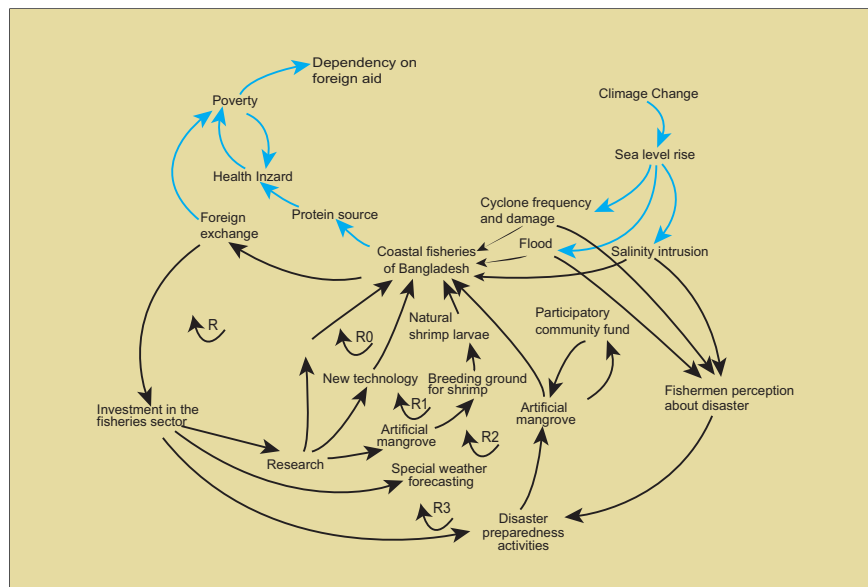 Dependency on
foreign aid
Poverty
Climage Change
Sea level rise
Health Inzard
Cyclone frequency
and damage
Protein source
Foreign
exchange
Flood
Coastal fisheries
of Bangladesh
Salinity intrusion
Natural
shrimp larvae
Participatory
community fund
R
R0
New technology
Breeding ground
for shrimp
Fishermen perception
about disaster
R1
Investment in the
fisheries sector
Artificial
mangrove
Artificial
mangrove
R2
Research
Special weather
forecasting
R3
Disaster
preparedness
activities